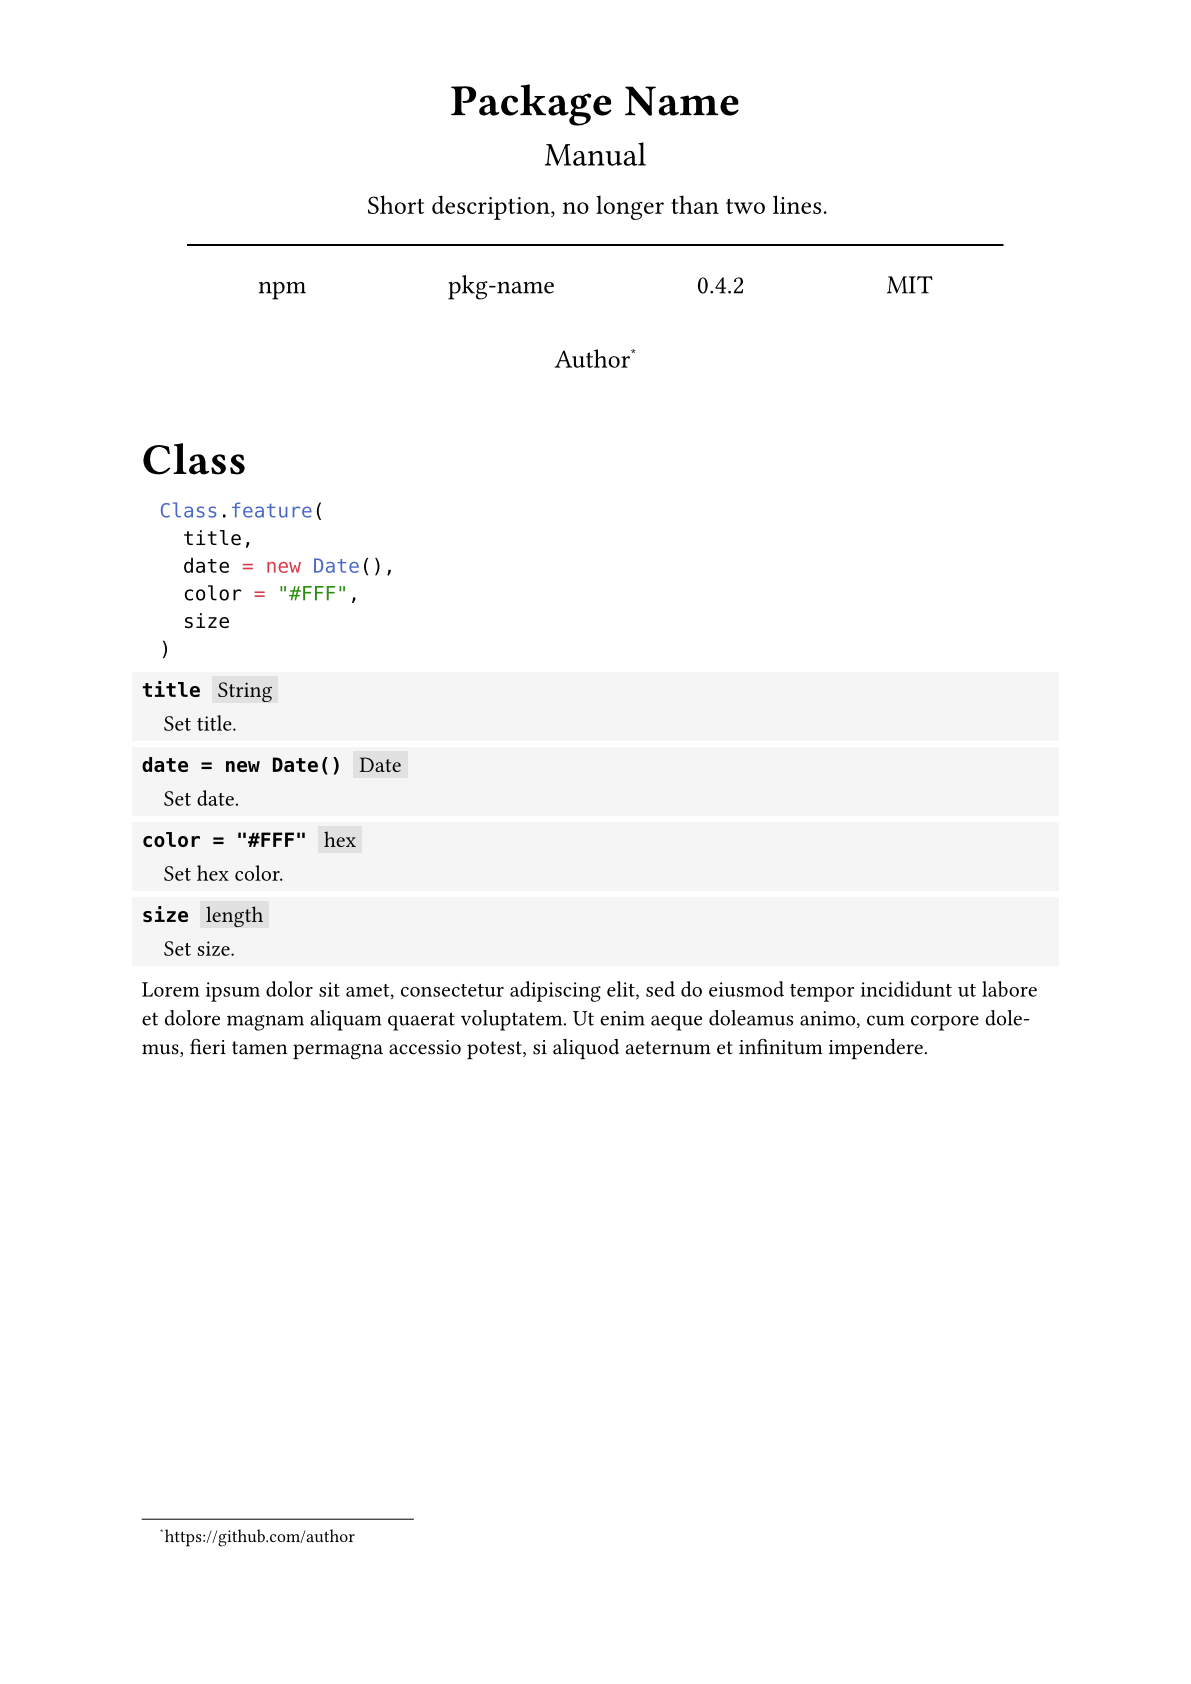 Package Name
Manual
Short description, no longer than two lines.
npm pkg-name 0.4.2 MIT
Author*
Class
Class.feature(
  title,
  date = new Date(),
  color = "#FFF",
  size
)
title String
Set title.
date = new Date() Date
Set date.
color = "#FFF" hex
Set hex color.
size length
Set size.
Lorem ipsum dolor sit amet, consectetur adipiscing elit, sed do eiusmod tempor incididunt ut labore
et dolore magnam aliquam quaerat voluptatem. Ut enim aeque doleamus animo, cum corpore dole-
mus, fieri tamen permagna accessio potest, si aliquod aeternum et infinitum impendere.
*https://github.com/author